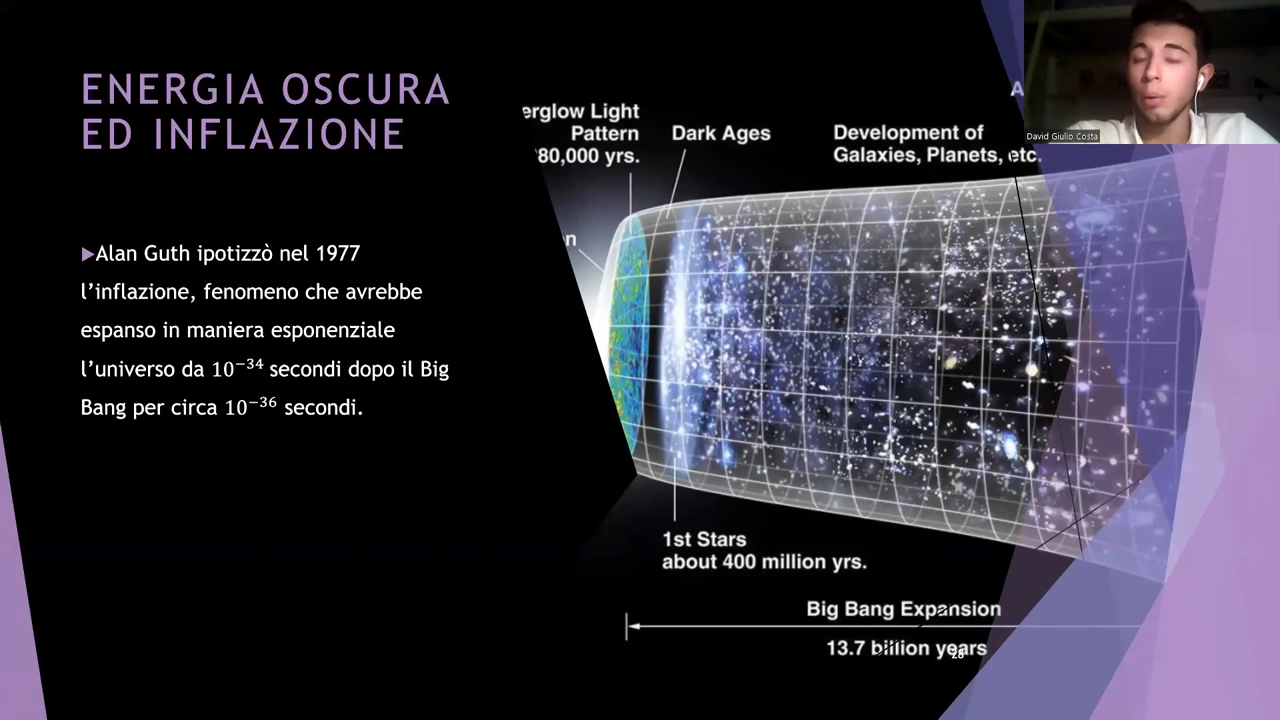 ENERGIA OSCURA
ED INFLAZIONE
▶Alan Guth ipotizzò nel 1977
l’inflazione, fenomeno che avrebbe
espanso in maniera esponenziale
l’universo da 10⁻³⁴ secondi dopo il Big
Bang per circa 10⁻³⁶ secondi.
erglow Light
Pattern
80,000 yrs.
Dark Ages
Development of
Galaxies, Planets, etc.
A
n
1st Stars
about 400 million yrs.
Big Bang Expansion
13.7 billion years
28
David Giulio Costa